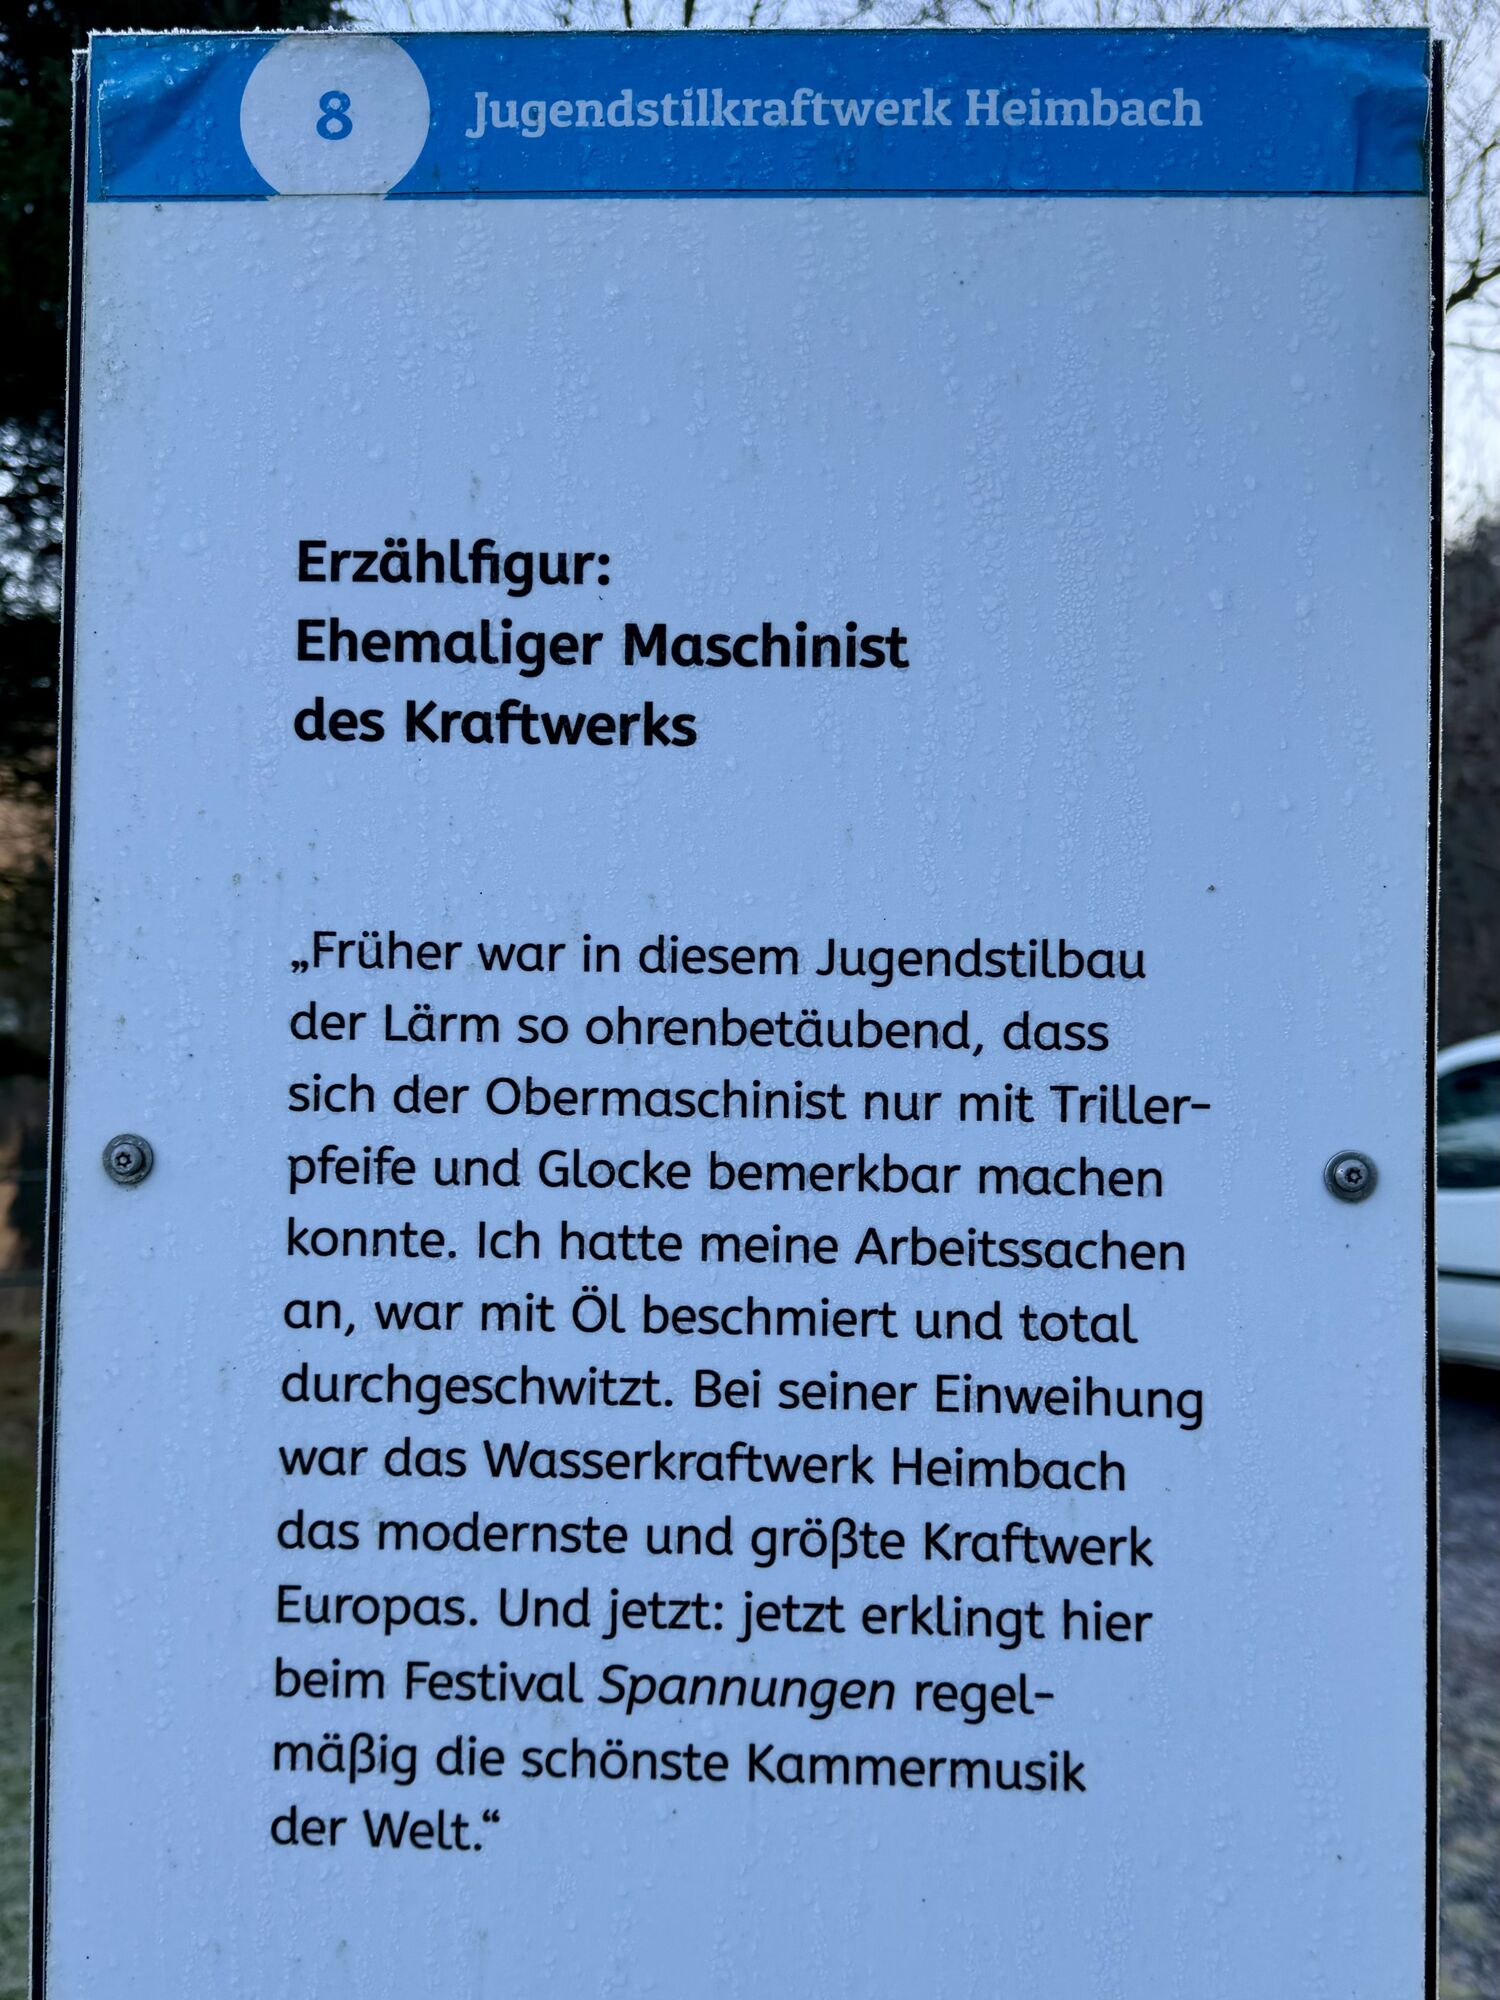 8 Jugendstilkraftwerk Heimbach
Erzählfigur:
Ehemaliger Maschinist
des Kraftwerks
„Früher war in diesem Jugendstilbau
der Lärm so ohrenbetäubend, dass
sich der Obermaschinist nur mit Triller-
pfeife und Glocke bemerkbar machen
konnte. Ich hatte meine Arbeitssachen
an, war mit Öl beschmiert und total
durchgeschwitzt. Bei seiner Einweihung
war das Wasserkraftwerk Heimbach
das modernste und größte Kraftwerk
Europas. Und jetzt: jetzt erklingt hier
beim Festival Spannungen regel-
mäßig die schönste Kammermusik
der Welt.“